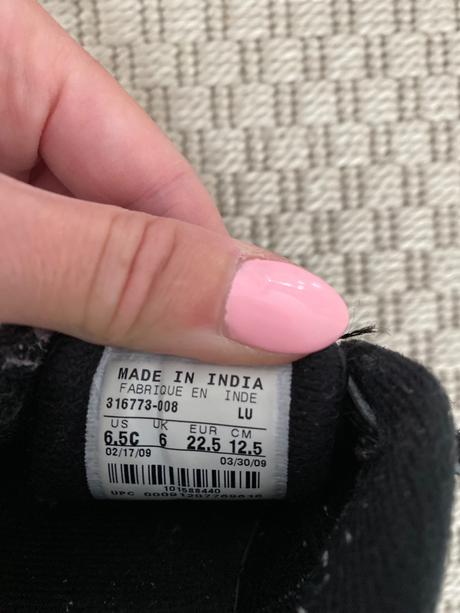 MADE IN INDIA
FABRIQUE EN INDE
316773-008 LU
US UK EUR CM
6.5C 6 22.5 12.5
02/17/09 03/30/09
101588440
UPC